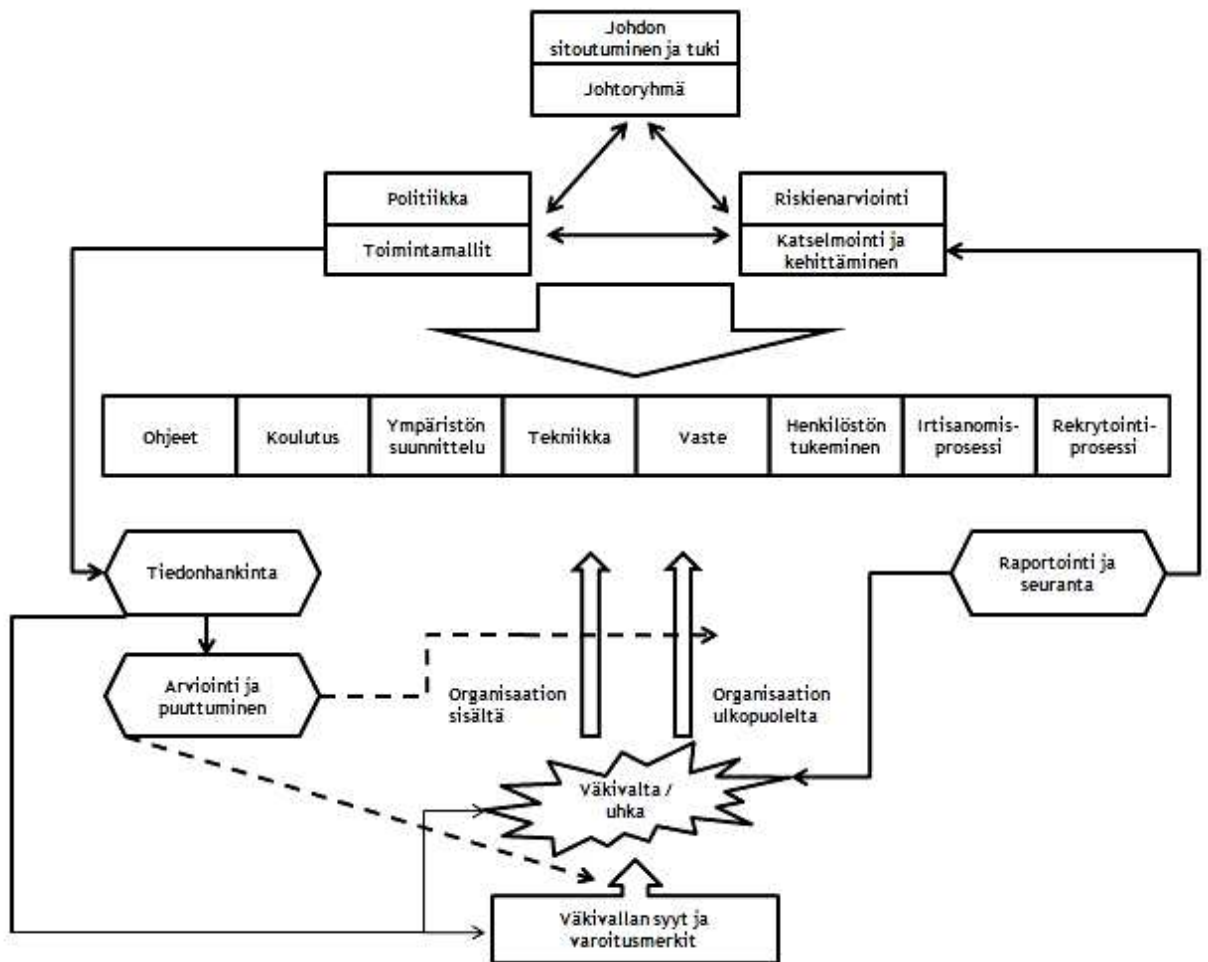 Johdon
sitoutuminen ja tuki
Johtoryhmä
Politiikka
Toimintamallit
Riskienarviointi
Katselmointi ja
kehittäminen
Ohjeet
Koulutus
Ympäristön
suunnittelu
Tekniikka
Vaste
Henkilöstön
tukeminen
Irtisanomis-
prosessi
Rekrytointi-
prosessi
Tiedonhankinta
Raportointi ja
seuranta
Arviointi ja
puuttuminen
Organisaation
sisältä
Organisaation
ulkopuolelta
Väkivalta /
uhka
Väkivallan syyt ja
varoitusmerkit